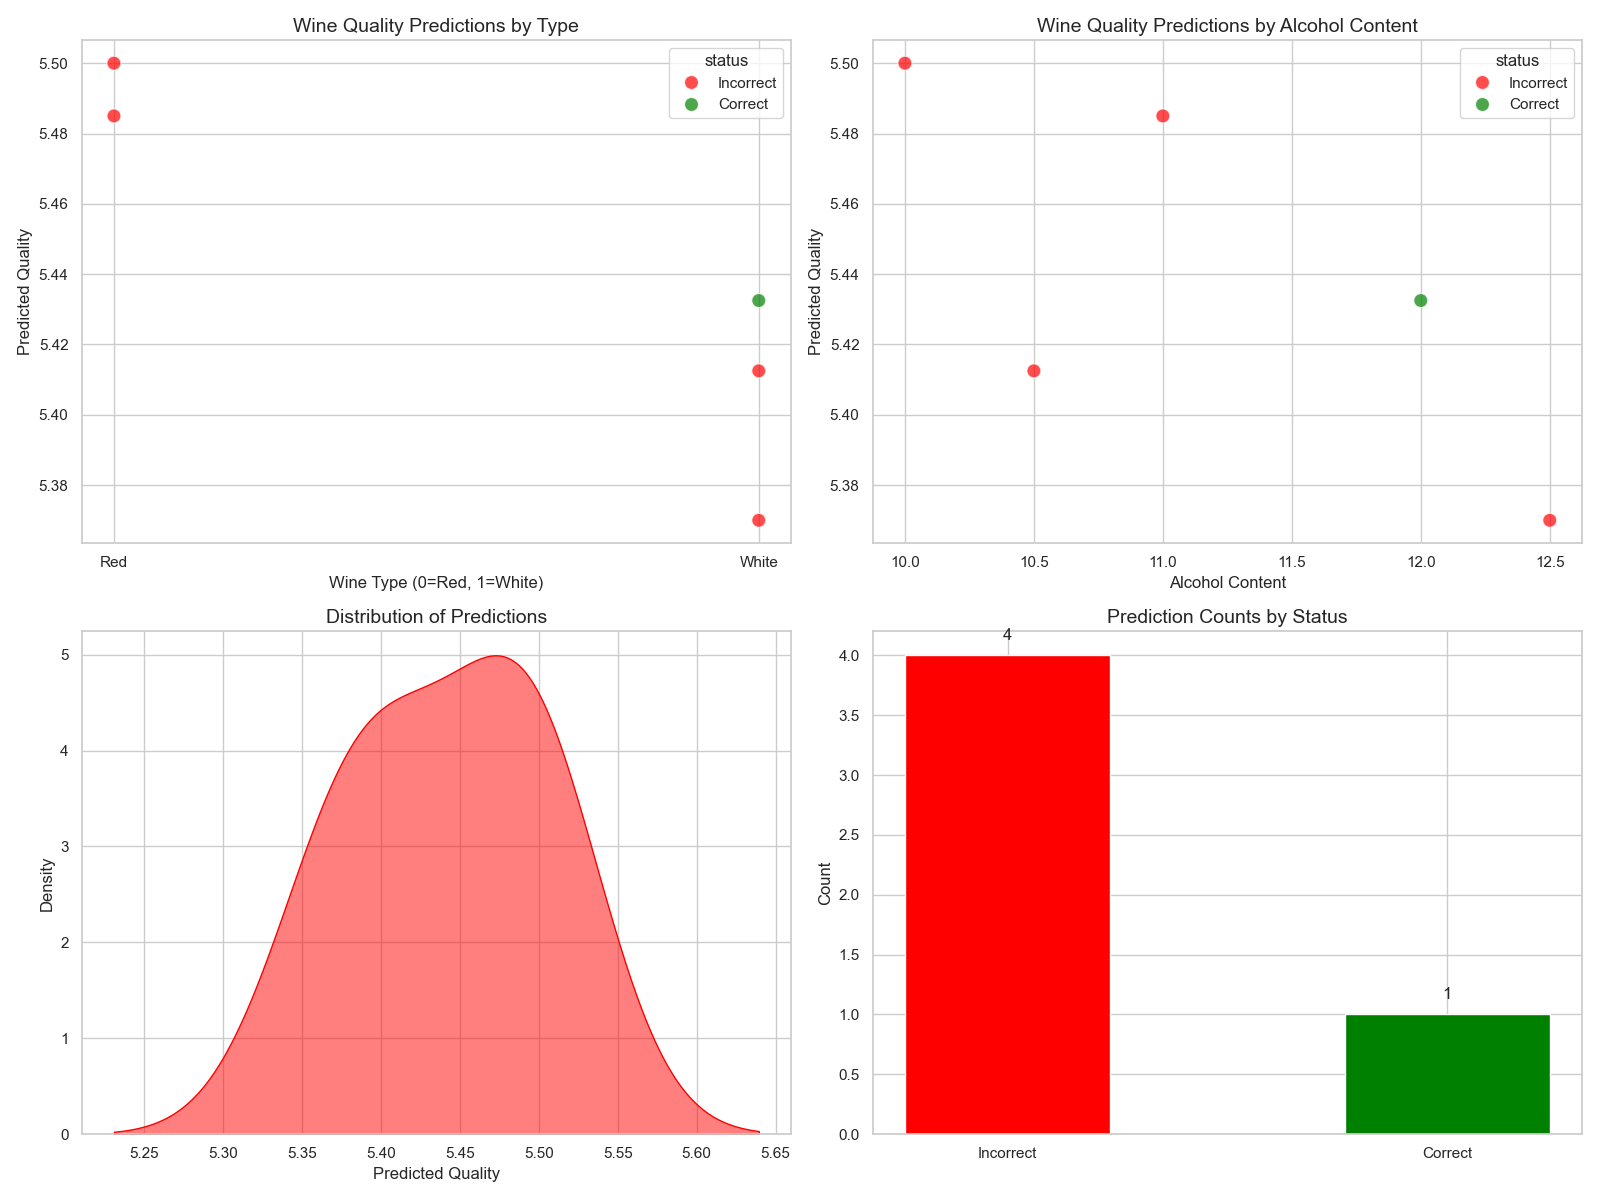 Wine Quality Predictions by Type
status
Incorrect
Correct
5.50
5.48
5.46
5.44
5.42
5.40
5.38
Predicted Quality
Red
White
Wine Type (0=Red, 1=White)
Wine Quality Predictions by Alcohol Content
status
Incorrect
Correct
5.50
5.48
5.46
5.44
5.42
5.40
5.38
Predicted Quality
10.0
10.5
11.0
11.5
12.0
12.5
Alcohol Content
Distribution of Predictions
5
4
3
2
1
0
Density
5.25
5.30
5.35
5.40
5.45
5.50
5.55
5.60
5.65
Predicted Quality
Prediction Counts by Status
4
1
4.0
3.5
3.0
2.5
2.0
1.5
1.0
0.5
0.0
Count
Incorrect
Correct